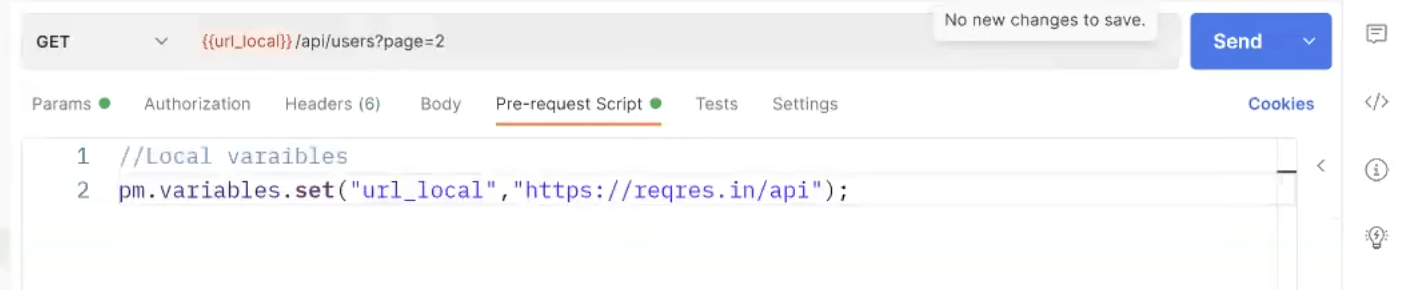 No new changes to save.
GET {{url_local}}/api/users?page=2 Send
Params Authorization Headers (6) Body Pre-request Script Tests Settings Cookies
1 //Local varaibles
2 pm.variables.set("url_local","https://reqres.in/api");